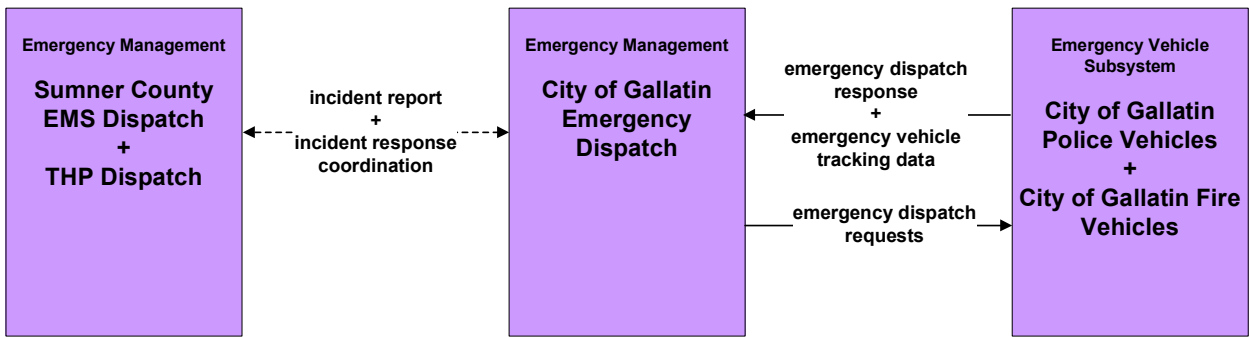 Emergency Management
Sumner County
EMS Dispatch
+
THP Dispatch
incident report
+
incident response
coordination
Emergency Management
City of Gallatin
Emergency
Dispatch
emergency dispatch
response
+
emergency vehicle
tracking data
emergency dispatch
requests
Emergency Vehicle
Subsystem
City of Gallatin
Police Vehicles
+
City of Gallatin Fire
Vehicles